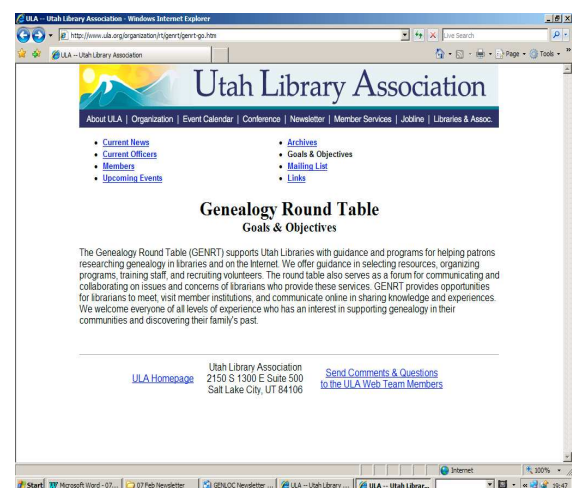 ULA -- Utah Library Association - Windows Internet Explorer
http://www.ula.org/organization/rt/genrt/genrt-go.htm
Live Search
ULA -- Utah Library Association
Page
Tools
Utah Library Association
About ULA | Organization | Event Calendar | Conference | Newsletter | Member Services | Jobline | Libraries & Assoc.
Current News
Current Officers
Members
Upcoming Events
Archives
Goals & Objectives
Mailing List
Links
Genealogy Round Table
Goals & Objectives
The Genealogy Round Table (GENRT) supports Utah Libraries with guidance and programs for helping patrons
researching genealogy in libraries and on the Internet. We offer guidance in selecting resources, organizing
programs, training staff, and recruiting volunteers. The round table also serves as a forum for communicating and
collaborating on issues and concerns of librarians who provide these services. GENRT provides opportunities
for librarians to meet, visit member institutions, and communicate online in sharing knowledge and experiences.
We welcome everyone of all levels of experience who has an interest in supporting genealogy in their
communities and discovering their family's past.
ULA Homepage
Utah Library Association
2150 S 1300 E Suite 500
Salt Lake City, UT 84106
Send Comments & Questions
to the ULA Web Team Members
Internet
100%
Start
Microsoft Word - 07...
07 Feb Newsletter
GENLOC Newsletter ...
ULA -- Utah Library ...
ULA -- Utah Librar...
19:47